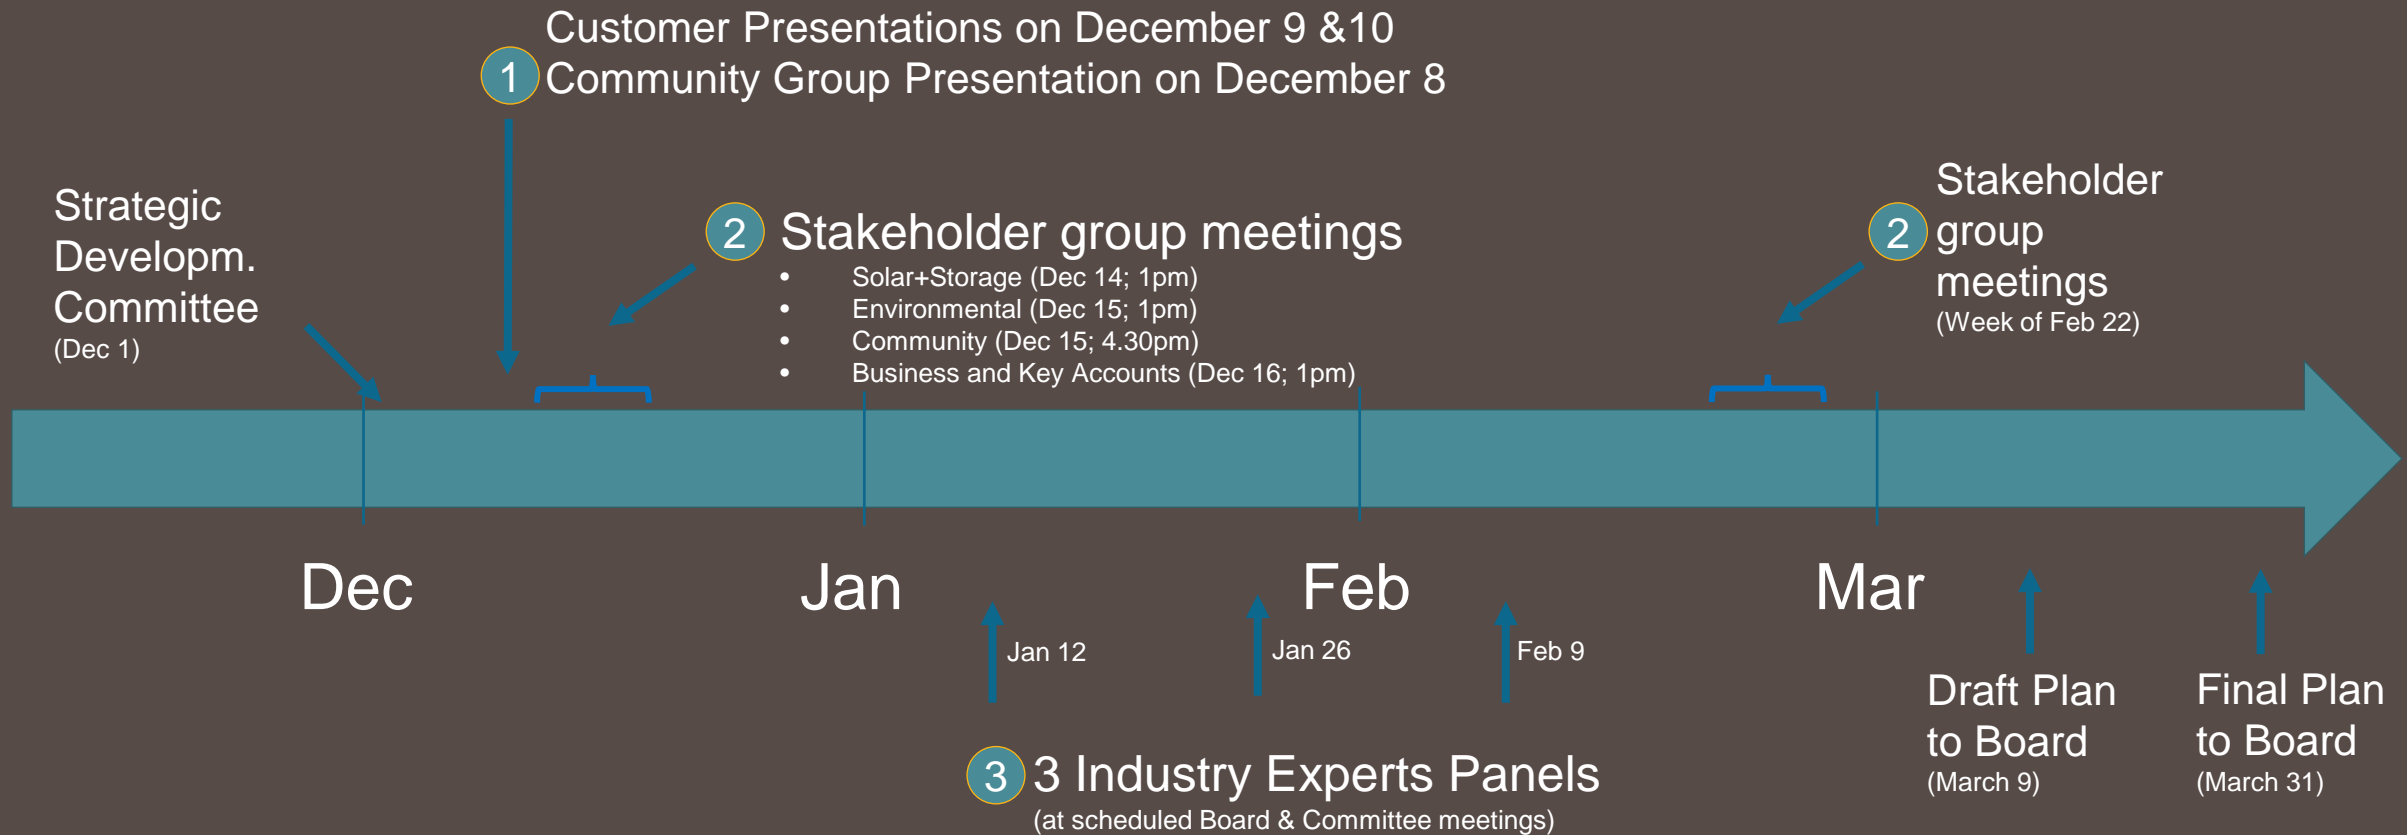 Customer Presentations on December 9 &10
1
Community Group Presentation on December 8
Strategic
Developm.
Committee
(Dec 1)
2
Stakeholder group meetings
• Solar+Storage (Dec 14; 1pm)
• Environmental (Dec 15; 1pm)
• Community (Dec 15; 4.30pm)
• Business and Key Accounts (Dec 16; 1pm)
2
Stakeholder
group
meetings
(Week of Feb 22)
Dec
Jan
Feb
Mar
Jan 12
Jan 26
Feb 9
3
3 Industry Experts Panels
(at scheduled Board & Committee meetings)
Draft Plan
to Board
(March 9)
Final Plan
to Board
(March 31)